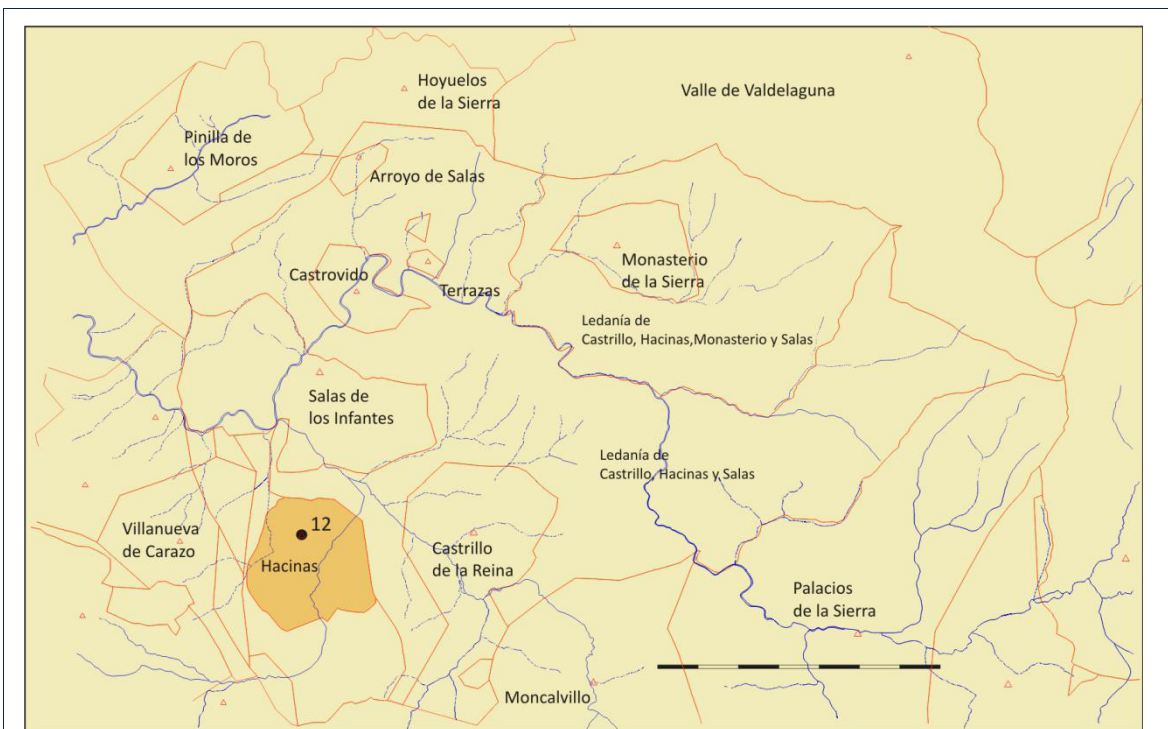 Hoyuelos
de la Sierra
Valle de Valdelaguna
Pinilla de
los Moros
Arroyo de Salas
Monasterio
de la Sierra
Castrovido
Terrazas
Ledanía de
Castrillo, Hacinas,Monasterio y Salas
Salas de
los Infantes
Ledanía de
Castrillo, Hacinas y Salas
12
Villanueva
de Carazo
Hacinas
Castrillo
de la Reina
Palacios
de la Sierra
Moncalvillo